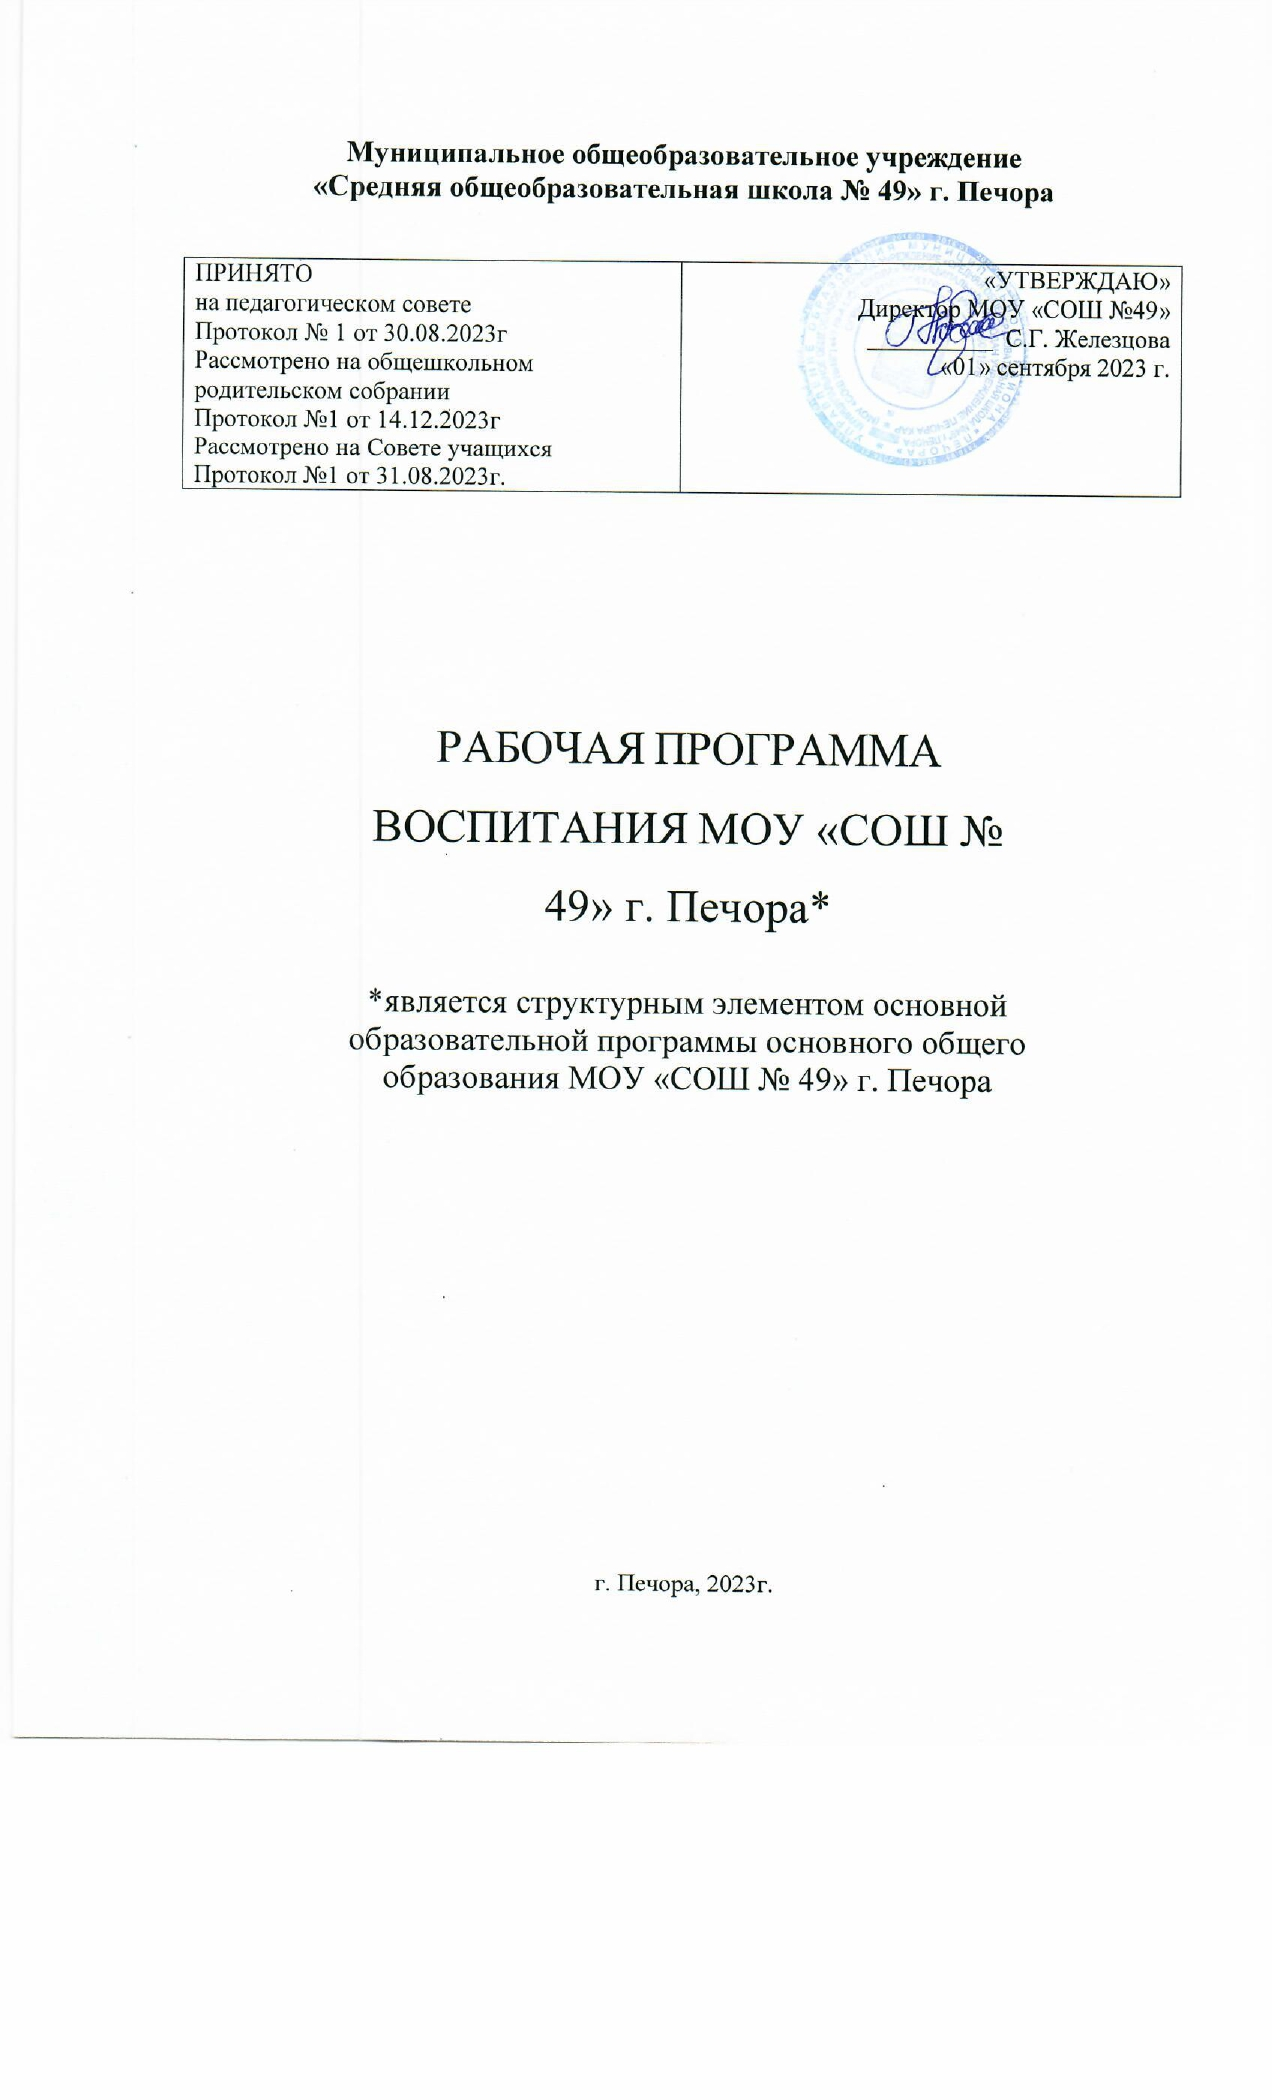 Муниципальное общеобразовательное учреждение
«Средняя общеобразовательная школа № 49» г. Печора
ПРИНЯТО
на педагогическом совете
Протокол № 1 от 30.08.2023г
Рассмотрено на общешкольном
родительском собрании
Протокол №1 от 14.12.2023г
Рассмотрено на Совете учащихся
Протокол №1 от 31.08.2023г.
«УТВЕРЖДАЮ»
Директор МОУ «СОШ №49»
С.Г. Железцова
«01» сентября 2023 г.
РАБОЧАЯ ПРОГРАММА
ВОСПИТАНИЯ МОУ «СОШ №
49» г. Печора*
*является структурным элементом основной
образовательной программы основного общего
образования МОУ «СОШ № 49» г. Печора
г. Печора, 2023г.